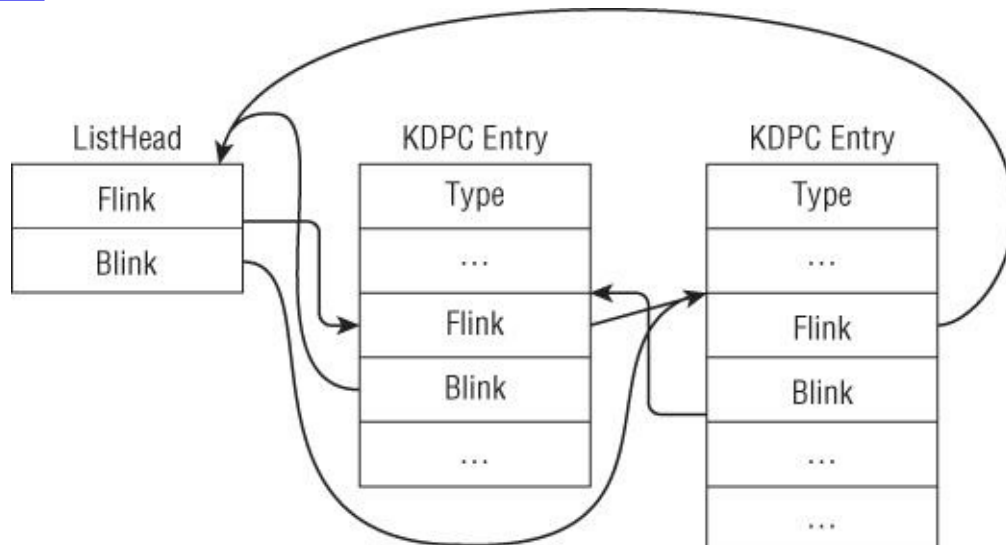 ListHead
Flink
Blink
KDPC Entry
Type
...
Flink
Blink
...
KDPC Entry
Type
...
Flink
Blink
...
...